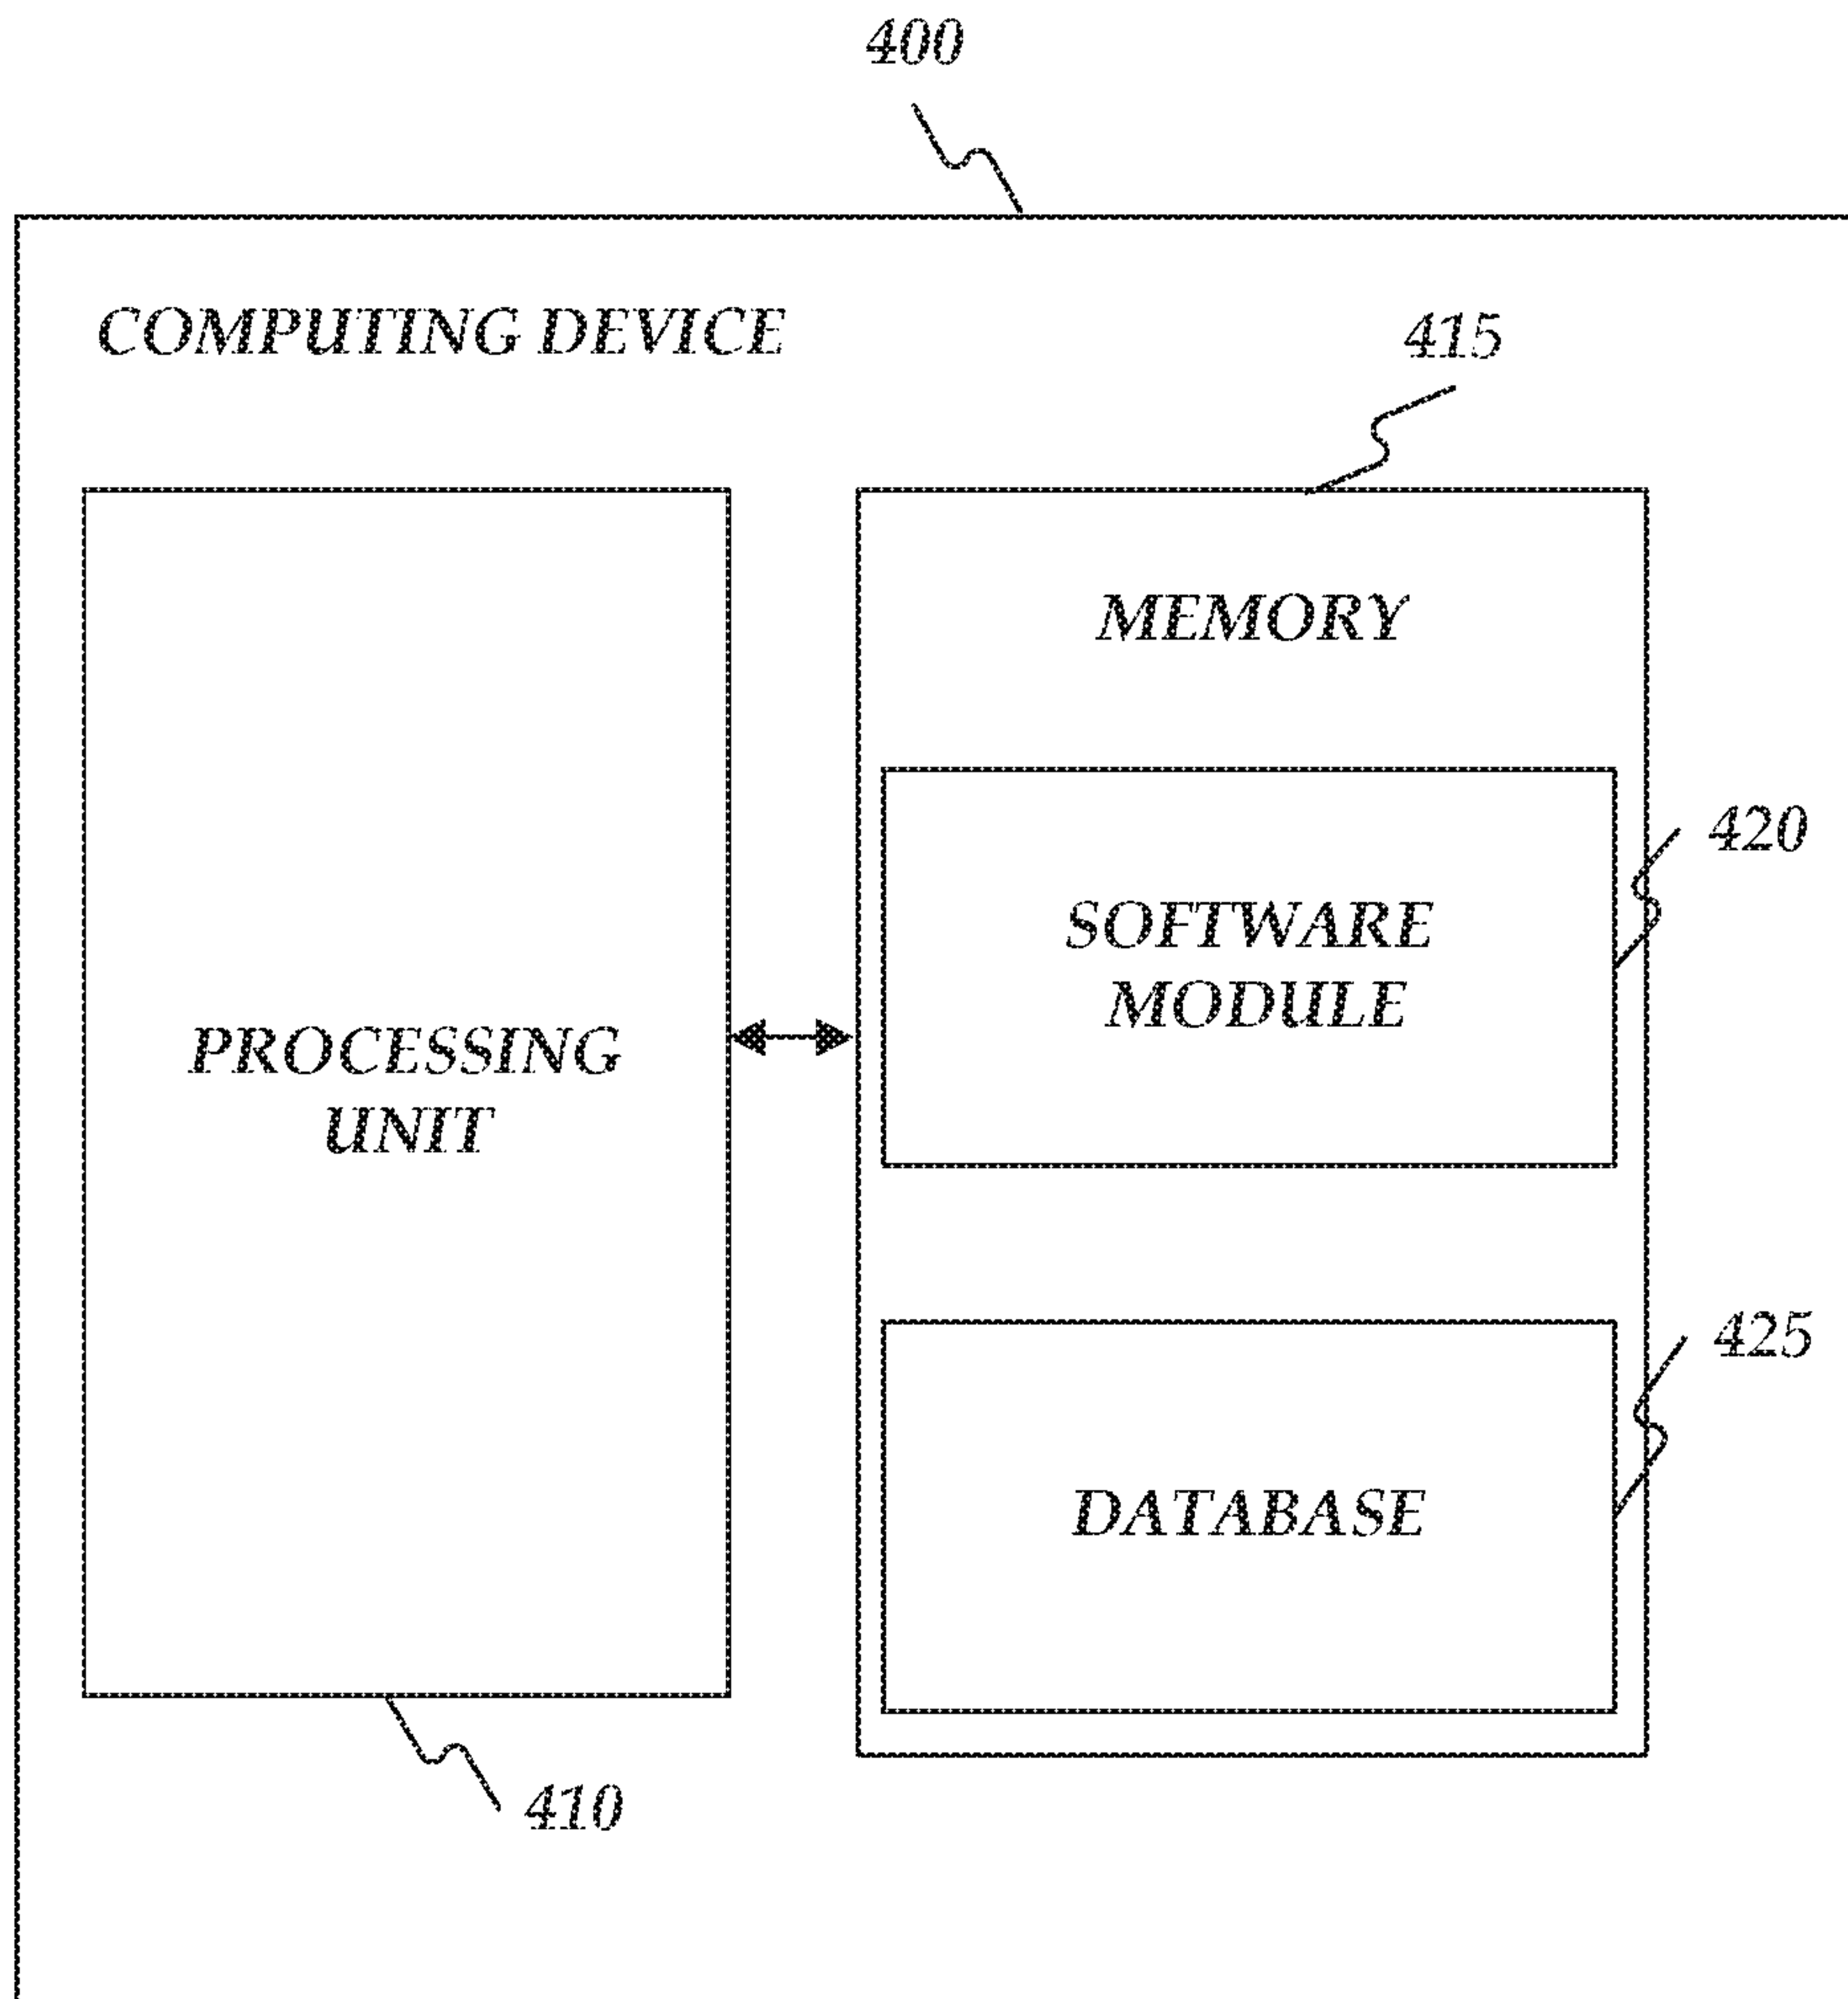 400
COMPUTING DEVICE
415
MEMORY
420
SOFTWARE
MODULE
PROCESSING
UNIT
425
DATABASE
410